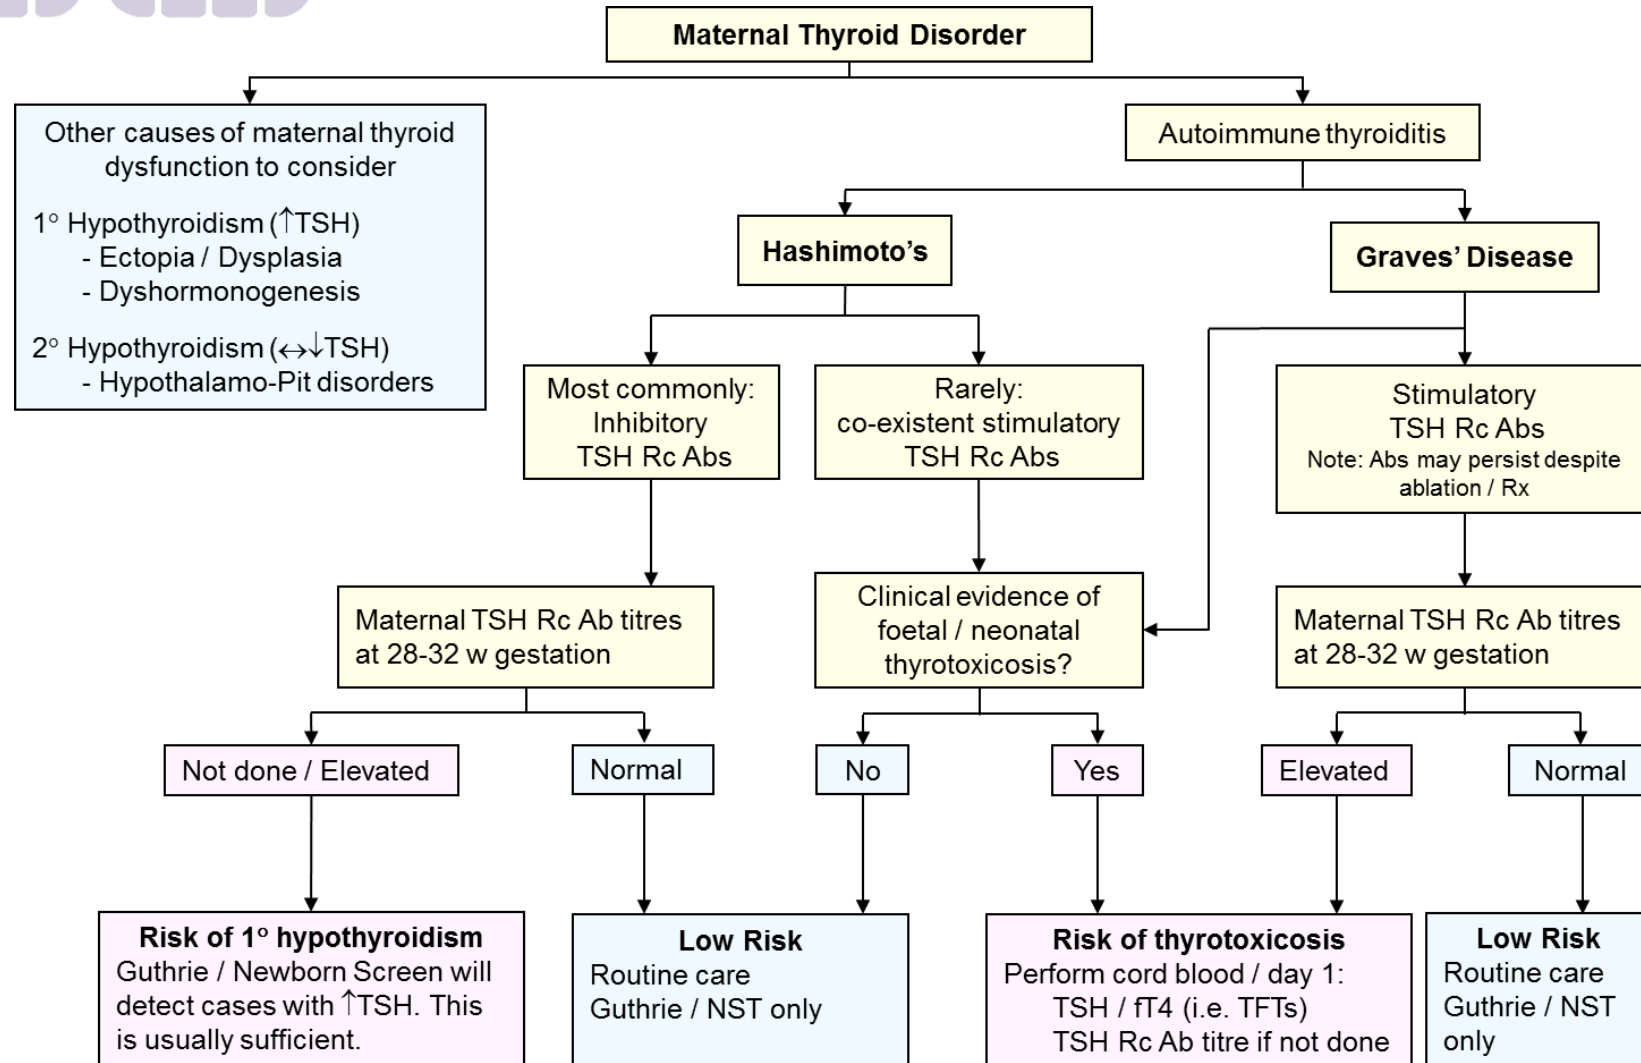 Maternal Thyroid Disorder
Other causes of maternal thyroid
dysfunction to consider
1° Hypothyroidism (↑TSH)
- Ectopia / Dysplasia
- Dyshormonogenesis
2° Hypothyroidism (↔↓TSH)
- Hypothalamo-Pit disorders
Autoimmune thyroiditis
Hashimoto's
Graves' Disease
Most commonly:
Inhibitory
TSH Rc Abs
Rarely:
co-existent stimulatory
TSH Rc Abs
Stimulatory
TSH Rc Abs
Note: Abs may persist despite
ablation / Rx
Maternal TSH Rc Ab titres
at 28-32 w gestation
Clinical evidence of
foetal / neonatal
thyrotoxicosis?
Maternal TSH Rc Ab titres
at 28-32 w gestation
Not done / Elevated
Normal
No
Yes
Elevated
Normal
Risk of 1° hypothyroidism
Guthrie / Newborn Screen will
detect cases with ↑TSH. This
is usually sufficient.
Low Risk
Routine care
Guthrie / NST only
Risk of thyrotoxicosis
Perform cord blood / day 1:
TSH / fT4 (i.e. TFTs)
TSH Rc Ab titre if not done
Low Risk
Routine care
Guthrie / NST
only